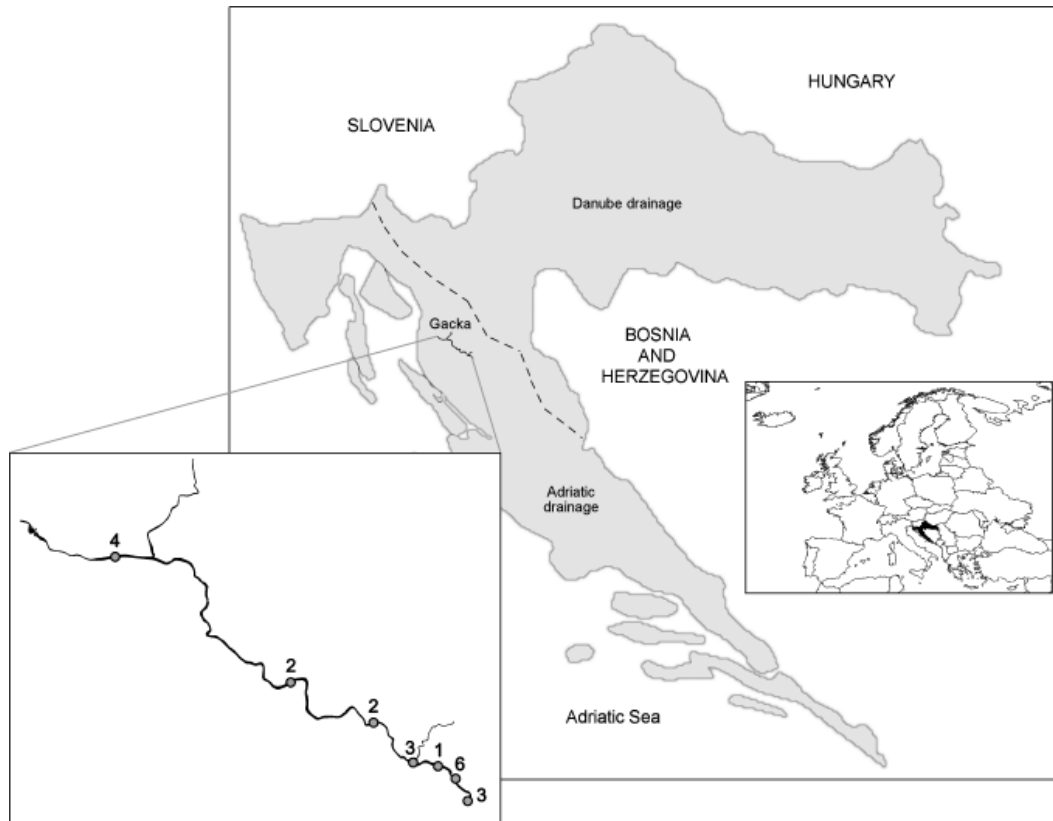 HUNGARY
SLOVENIA
Danube drainage
Gacka
BOSNIA
AND
HERZEGOVINA
Adriatic
drainage
Adriatic Sea
4
2
2
3
1
6
3